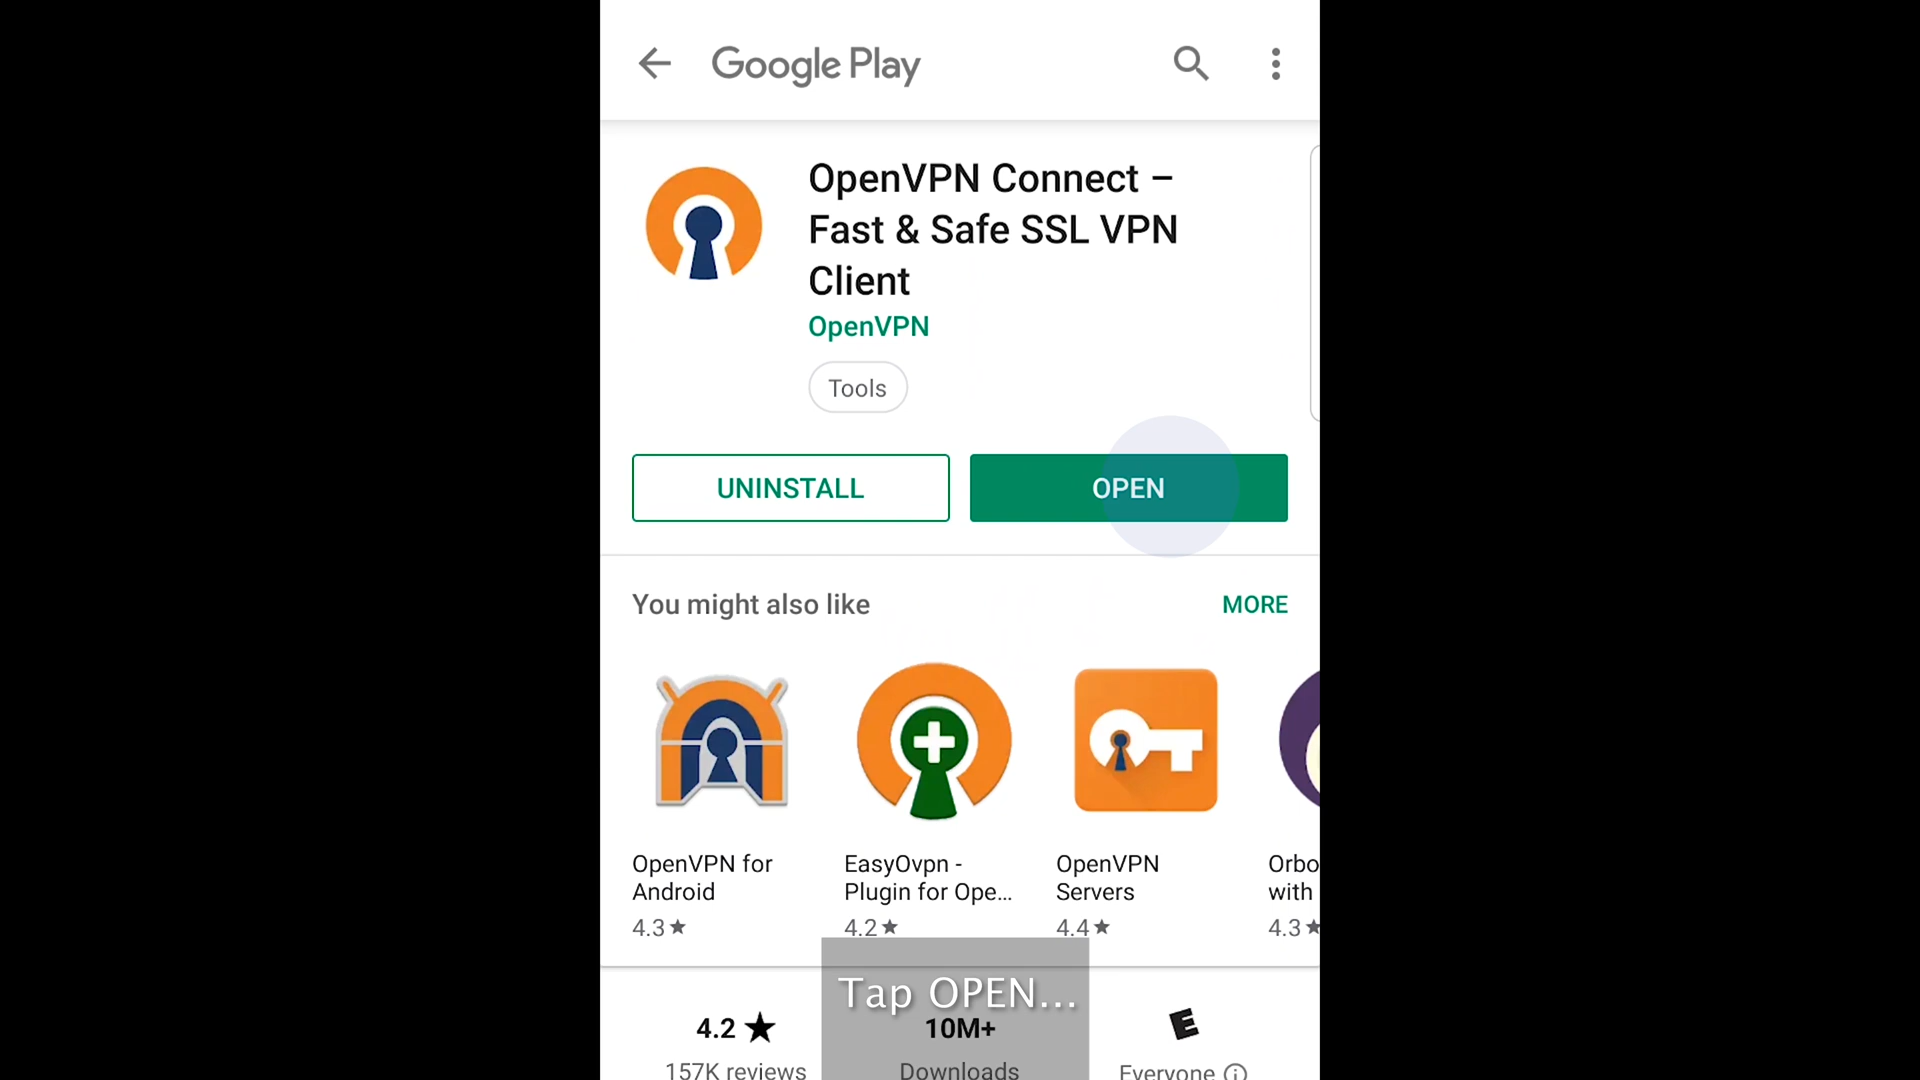 Google Play
OpenVPN Connect –
Fast & Safe SSL VPN
Client
OpenVPN
Tools
UNINSTALL
OPEN
You might also like
MORE
OpenVPN for
Android
4.3★
EasyOvpn -
Plugin for Ope...
4.2★
OpenVPN
Servers
4.4★
Orbo
with
4.3★
Tap OPEN...
4.2★
157K reviews
10M+
Downloads
E
Everyone